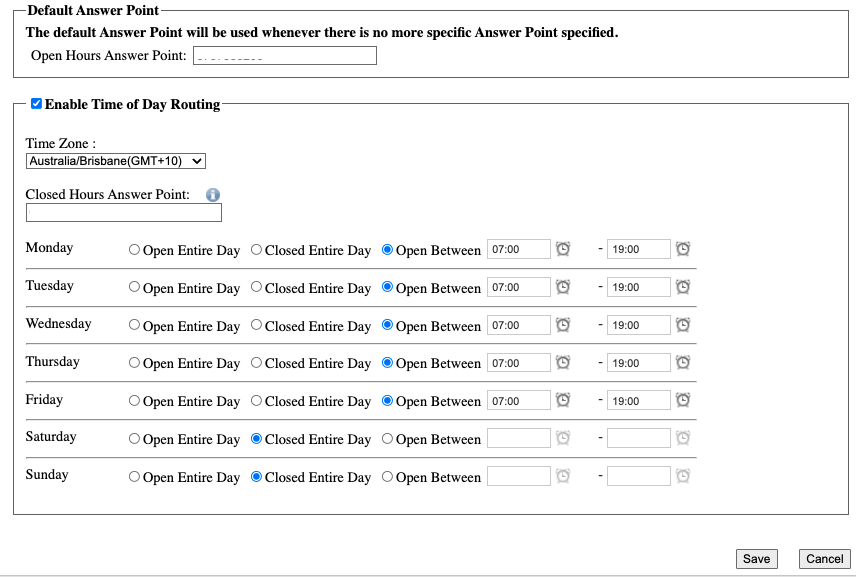 Default Answer Point
The default Answer Point will be used whenever there is no more specific Answer Point specified.
Open Hours Answer Point:
Enable Time of Day Routing
Time Zone :
Australia/Brisbane(GMT+10)
Closed Hours Answer Point:
Monday Open Entire Day Closed Entire Day Open Between 07:00 - 19:00
Tuesday Open Entire Day Closed Entire Day Open Between 07:00 - 19:00
Wednesday Open Entire Day Closed Entire Day Open Between 07:00 - 19:00
Thursday Open Entire Day Closed Entire Day Open Between 07:00 - 19:00
Friday Open Entire Day Closed Entire Day Open Between 07:00 - 19:00
Saturday Open Entire Day Closed Entire Day Open Between -
Sunday Open Entire Day Closed Entire Day Open Between -
Save Cancel